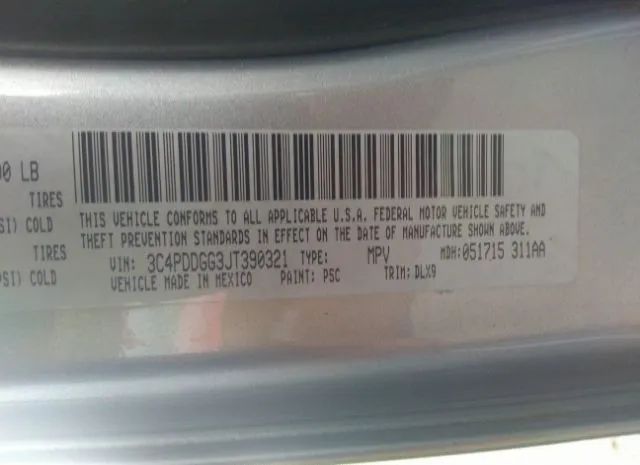 00 LB
TIRES
SI) COLD
TIRES
PSI) COLD
THIS VEHICLE CONFORMS TO ALL APPLICABLE U.S.A. FEDERAL MOTOR VEHICLE SAFETY AND
THEFT PREVENTION STANDARDS IN EFFECT ON THE DATE OF MANUFACTURE SHOWN ABOVE.
VIN: 3C4PDDGG3JT390321 TYPE: MPV MDH: 051715 311AA
VEHICLE MADE IN MEXICO PAINT: PSC TRIM: DLX9